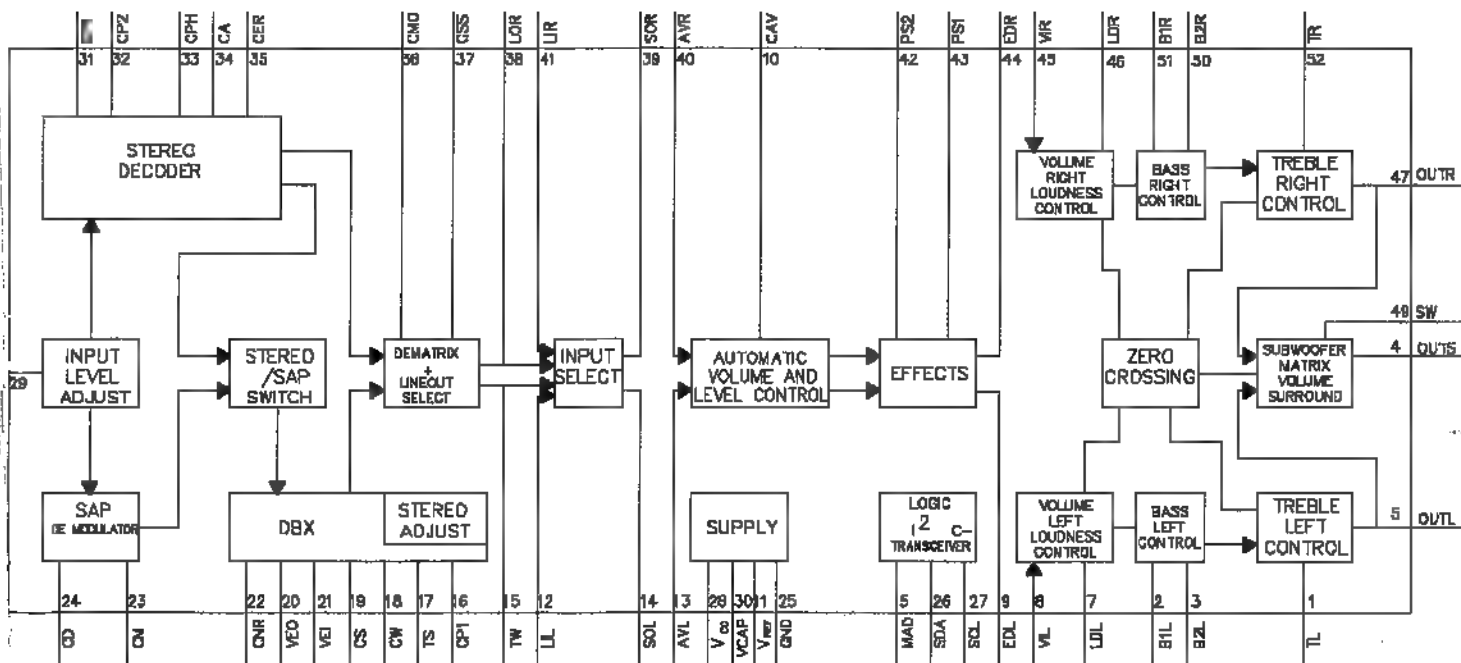 CP2 CPH CA CER CMO CSS LOR LIR SOR AVR CAV PS2 PS1 EDR VIR LDR B1R B2R TR
31 32 33 34 35 36 37 38 41 39 40 10 42 43 44 45 46 51 50 52
STEREO
DECODER
VOLUME
RIGHT
LOUDNESS
CONTROL
BASS
RIGHT
CONTROL
TREBLE
RIGHT
CONTROL
47 OUTR
29
INPUT
LEVEL
ADJUST
STEREO
/SAP
SWITCH
DEMATRIX
+
LINEOUT
SELECT
INPUT
SELECT
AUTOMATIC
VOLUME AND
LEVEL CONTROL
EFFECTS
ZERO
CROSSING
SUBWOOFER
MATRIX
VOLUME
SURROUND
49 SW
4 OUTS
SAP
DE MODULATOR
DBX
STEREO
ADJUST
SUPPLY
LOGIC
I2 C-
TRANSCEIVER
VOLUME
LEFT
LOUDNESS
CONTROL
BASS
LEFT
CONTROL
TREBLE
LEFT
CONTROL
5 OUTL
24 23 22 20 21 19 18 17 16 15 12 14 13 28 30 11 25 5 26 27 9 8 7 2 3 1
CD CM CNR VEO VEI CS CW TS CP1 TW LIL SOL AVL VCC VCAP VREF GND MAD SDA SCL EDL VIL LDL B1L B2L TL